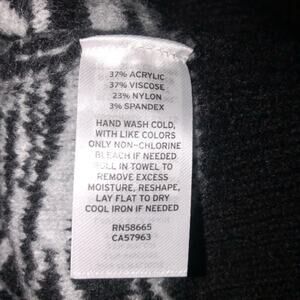 37% ACRYLIC
37% VISCOSE
23% NYLON
3% SPANDEX
HAND WASH COLD,
WITH LIKE COLORS
ONLY NON-CHLORINE
BLEACH IF NEEDED
ROLL IN TOWEL TO
REMOVE EXCESS
MOISTURE, RESHAPE,
LAY FLAT TO DRY
COOL IRON IF NEEDED
RN58665
CA57963